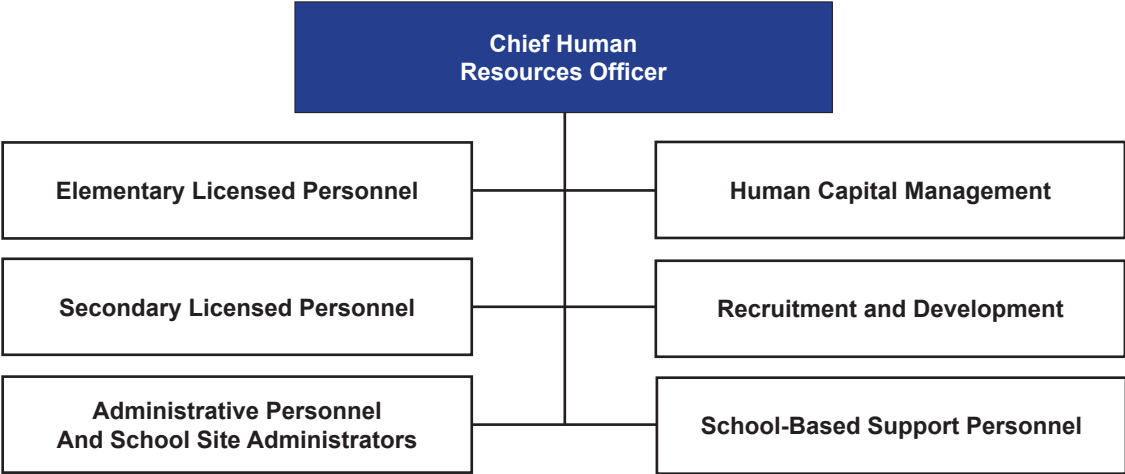 Chief Human
Resources Officer
Elementary Licensed Personnel
Human Capital Management
Secondary Licensed Personnel
Recruitment and Development
Administrative Personnel
And School Site Administrators
School-Based Support Personnel